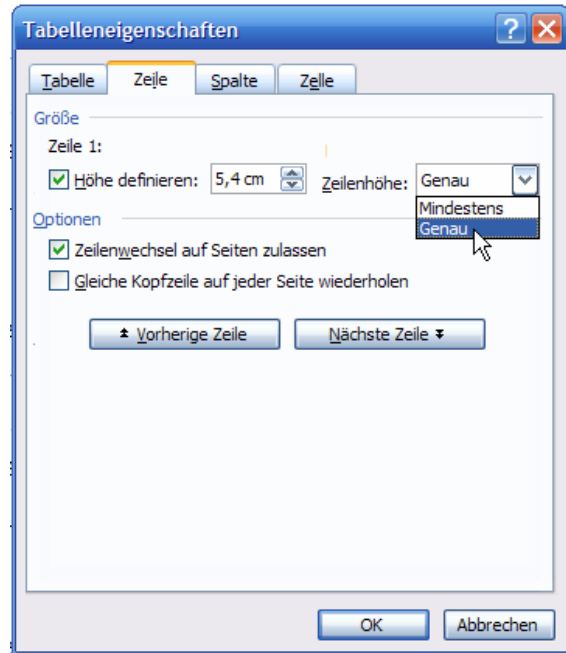 Tabelleneigenschaften
Tabelle Zeile Spalte Zelle
Größe
Zeile 1:
Höhe definieren: 5,4 cm Zeilenhöhe: Genau
Mindestens
Genau
Optionen
Zeilenwechsel auf Seiten zulassen
Gleiche Kopfzeile auf jeder Seite wiederholen
Vorherige Zeile Nächste Zeile
OK Abbrechen